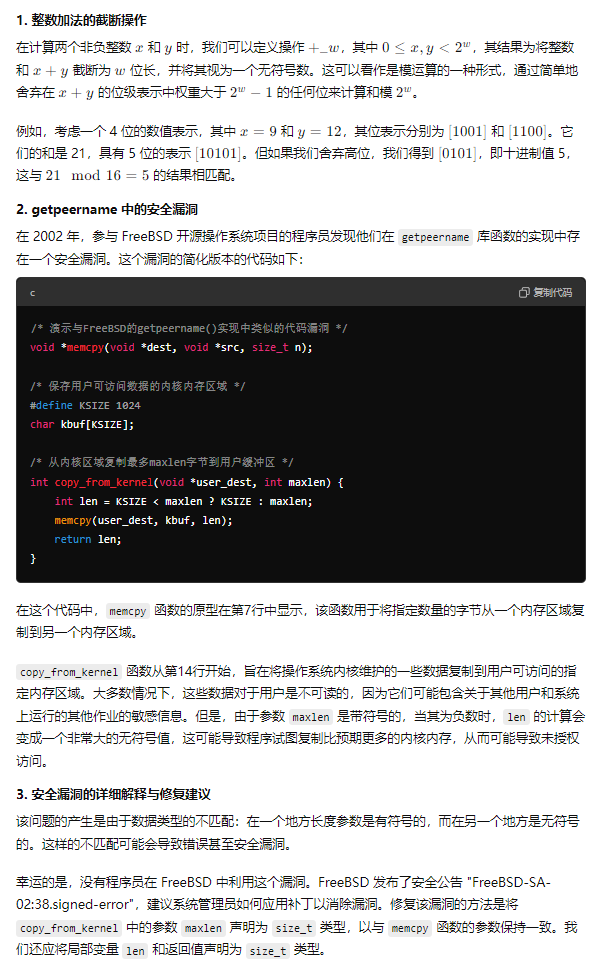 1. 整数加法的截断操作
在计算两个非负整数 x 和 y 时，我们可以定义操作 +_w，其中 0 ≤ x, y < 2^w，其结果为将整数
和 x + y 截断为 w 位长，并将其视为一个无符号数。这可以看作是模运算的一种形式，通过简单地
舍弃在 x + y 的位级表示中权重大于 2^w − 1 的任何位来计算和模 2^w。
例如，考虑一个 4 位的数值表示，其中 x = 9 和 y = 12，其位表示分别为 [1001] 和 [1100]。它
们的和是 21，具有 5 位的表示 [10101]。但如果我们舍弃高位，我们得到 [0101]，即十进制值 5，
这与 21 mod 16 = 5 的结果相匹配。
2. getpeername 中的安全漏洞
在 2002 年，参与 FreeBSD 开源操作系统项目的程序员发现他们在 getpeername 库函数的实现中存
在一个安全漏洞。这个漏洞的简化版本的代码如下：
c 复制代码
/* 演示与FreeBSD的getpeername()实现中类似的代码漏洞 */
void *memcpy(void *dest, void *src, size_t n);
/* 保存用户可访问数据的内核内存区域 */
#define KSIZE 1024
char kbuf[KSIZE];
/* 从内核区域复制最多maxlen字节到用户缓冲区 */
int copy_from_kernel(void *user_dest, int maxlen) {
    int len = KSIZE < maxlen ? KSIZE : maxlen;
    memcpy(user_dest, kbuf, len);
    return len;
}
在这个代码中，memcpy 函数的原型在第7行中显示，该函数用于将指定数量的字节从一个内存区域复
制到另一个内存区域。
copy_from_kernel 函数从第14行开始，旨在将操作系统内核维护的一些数据复制到用户可访问的指
定内存区域。大多数情况下，这些数据对于用户是不可读的，因为它们可能包含关于其他用户和系统
上运行的其他作业的敏感信息。但是，由于参数 maxlen 是带符号的，当其为负数时，len 的计算会
变成一个非常大的无符号值，这可能导致程序试图复制比预期更多的内核内存，从而可能导致未授权
访问。
3. 安全漏洞的详细解释与修复建议
该问题的产生是由于数据类型的不匹配：在一个地方长度参数是有符号的，而在另一个地方是无符号
的。这样的不匹配可能会导致错误甚至安全漏洞。
幸运的是，没有程序员在 FreeBSD 中利用这个漏洞。FreeBSD 发布了安全公告 "FreeBSD-SA-
02:38.signed-error"，建议系统管理员如何应用补丁以消除漏洞。修复该漏洞的方法是将
copy_from_kernel 中的参数 maxlen 声明为 size_t 类型，以与 memcpy 函数的参数保持一致。我
们还应将局部变量 len 和返回值声明为 size_t 类型。